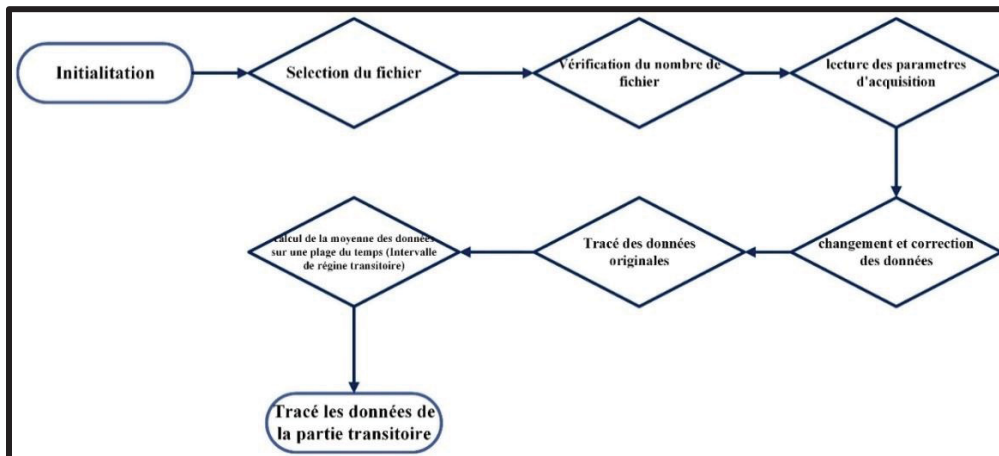 Initialitation
Selection du fichier
Vérification du nombre de
fichier
lecture des parametres
d'acquisition
changement et correction
des données
Tracé des données
originales
calcul de la moyenne des données
sur une plage du temps (Intervalle
de régine transitoire)
Tracé les données de
la partie transitoire